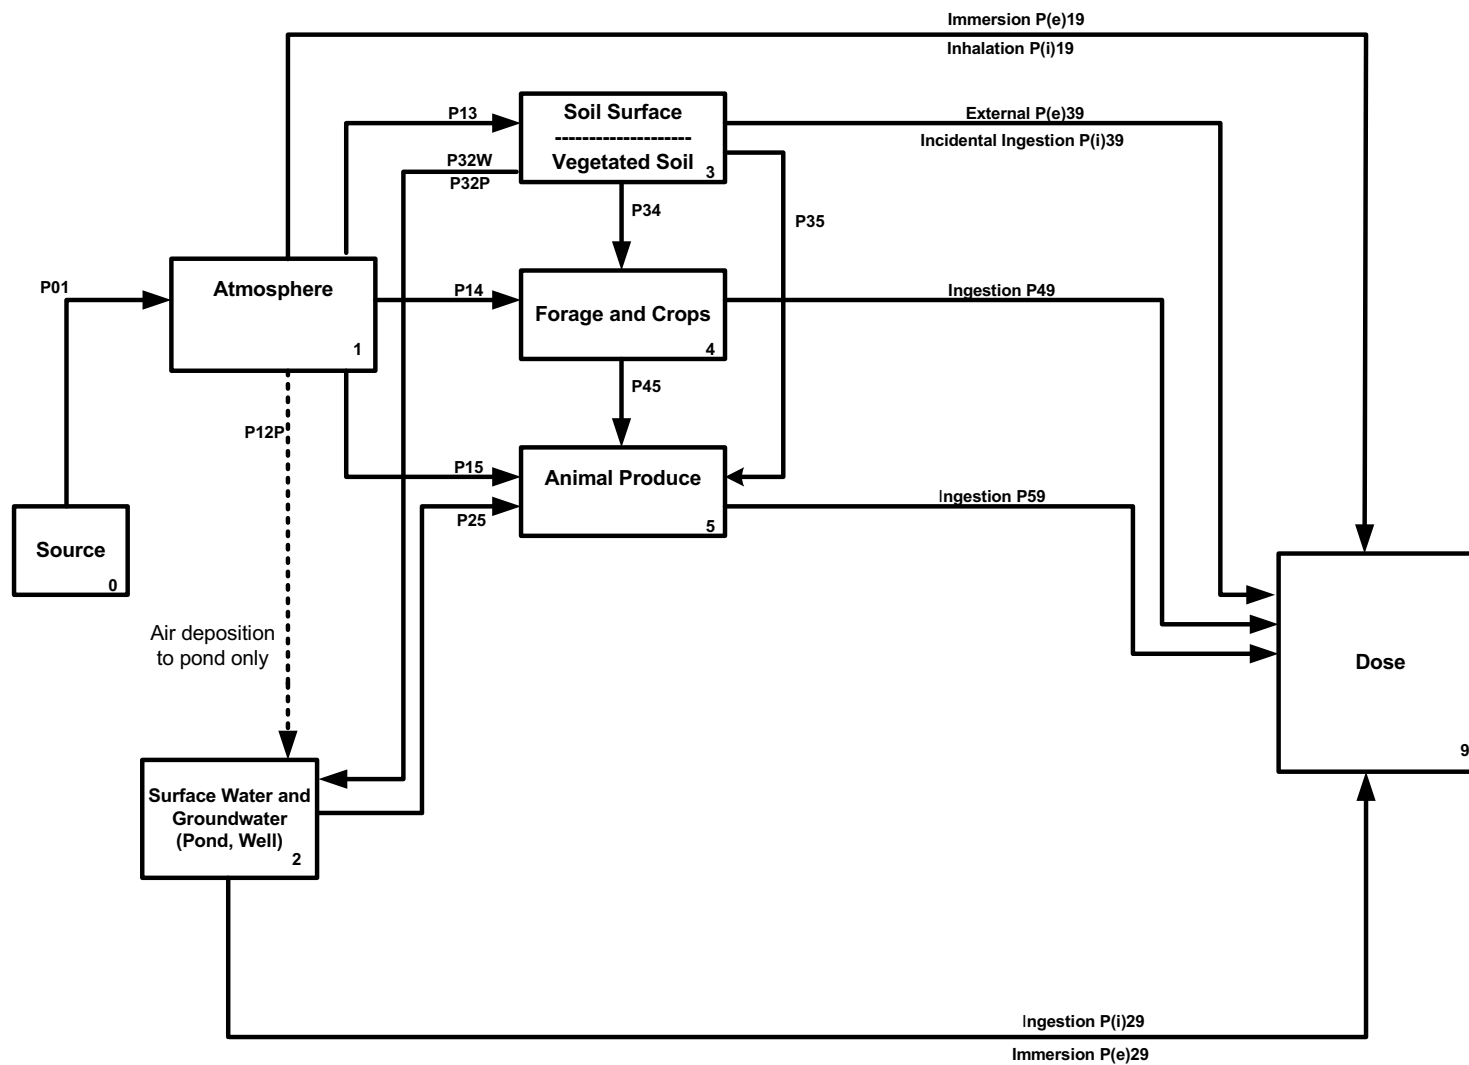 Immersion P(e)19
Inhalation P(i)19
P13
Soil Surface
--------------------
Vegetated Soil
3
External P(e)39
Incidental Ingestion P(i)39
P32W
P32P
P34
P35
P01
Atmosphere
1
P14
Forage and Crops
4
Ingestion P49
P45
P12P
P15
Animal Produce
5
Ingestion P59
P25
Source
0
Air deposition
to pond only
Dose
9
Surface Water and
Groundwater
(Pond, Well)
2
Ingestion P(i)29
Immersion P(e)29